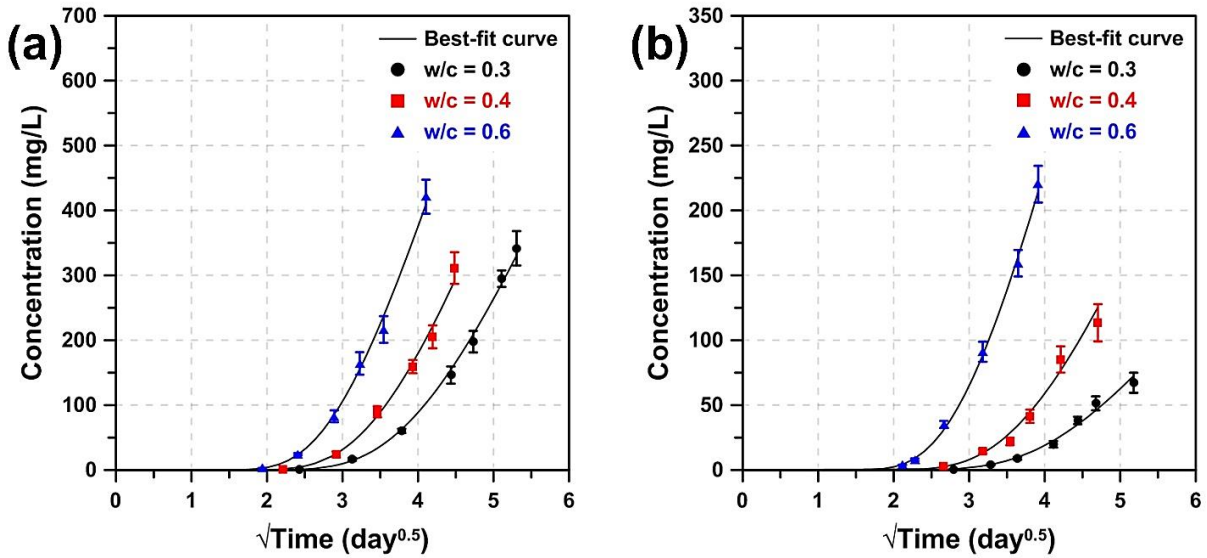 (a)
Concentration (mg/L)
700
600
500
400
300
200
100
0
Best-fit curve
w/c = 0.3
w/c = 0.4
w/c = 0.6
0 1 2 3 4 5 6
√Time (day^0.5)
(b)
Concentration (mg/L)
350
300
250
200
150
100
50
0
Best-fit curve
w/c = 0.3
w/c = 0.4
w/c = 0.6
0 1 2 3 4 5 6
√Time (day^0.5)